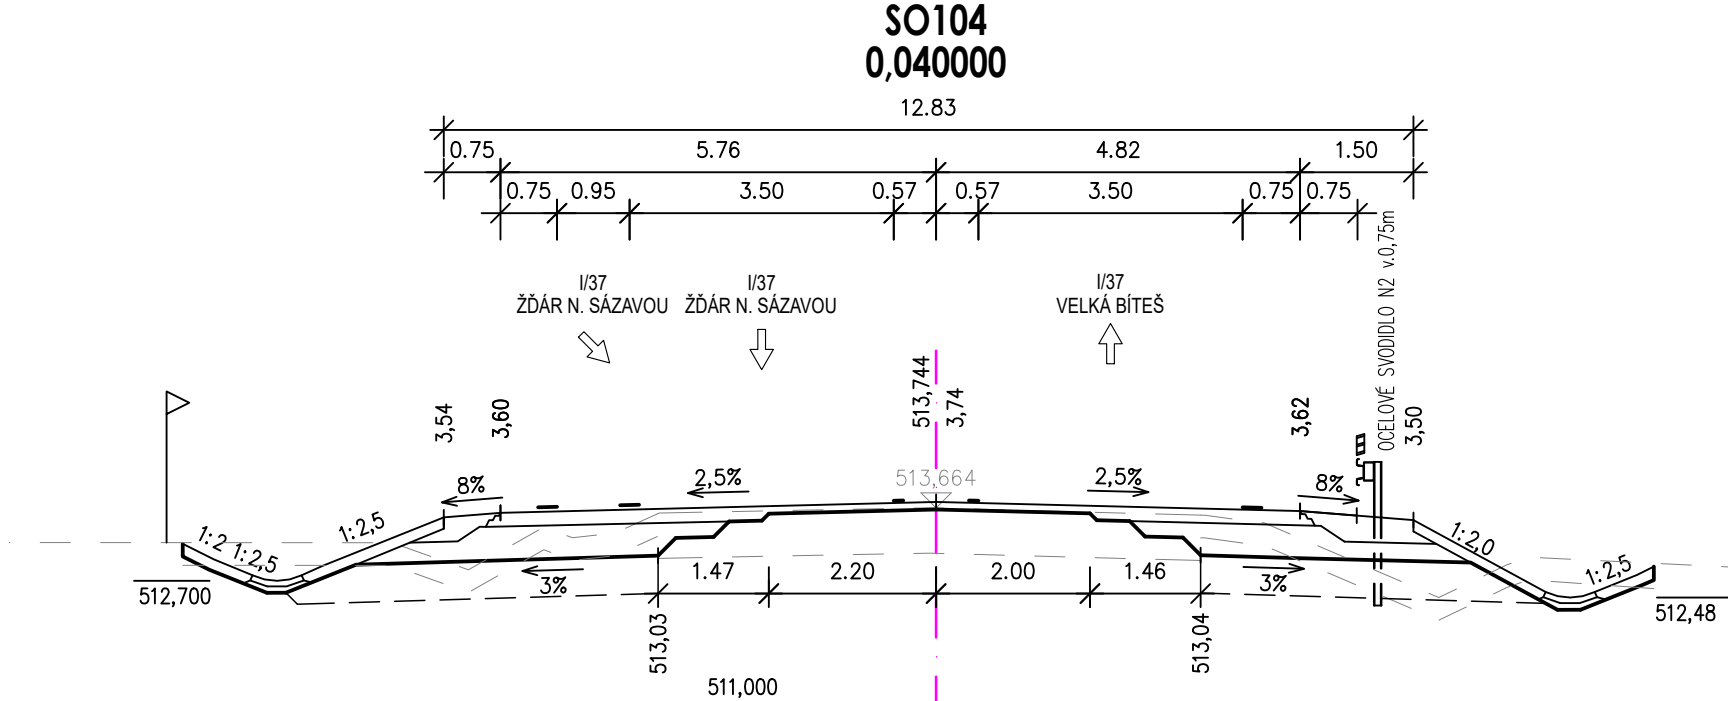 SO104
0,040000
12.83
0.75 5.76 4.82 1.50
0.75 0.95 3.50 0.57 0.57 3.50 0.75 0.75
OCELOVÉ SVODIDLO N2 v.0,75m
I/37
ŽĎÁR N. SÁZAVOU
I/37
ŽĎÁR N. SÁZAVOU
I/37
VELKÁ BÍTEŠ
3,54
3,60
513,744
3,74
3,62
3,50
513,664
8%
2,5%
2,5%
8%
1:2
1:2,5
1:2,5
1:2,0
1:2,5
3%
1.47 2.20 2.00 1.46
3%
512,700
512,48
513,03
513,04
511,000